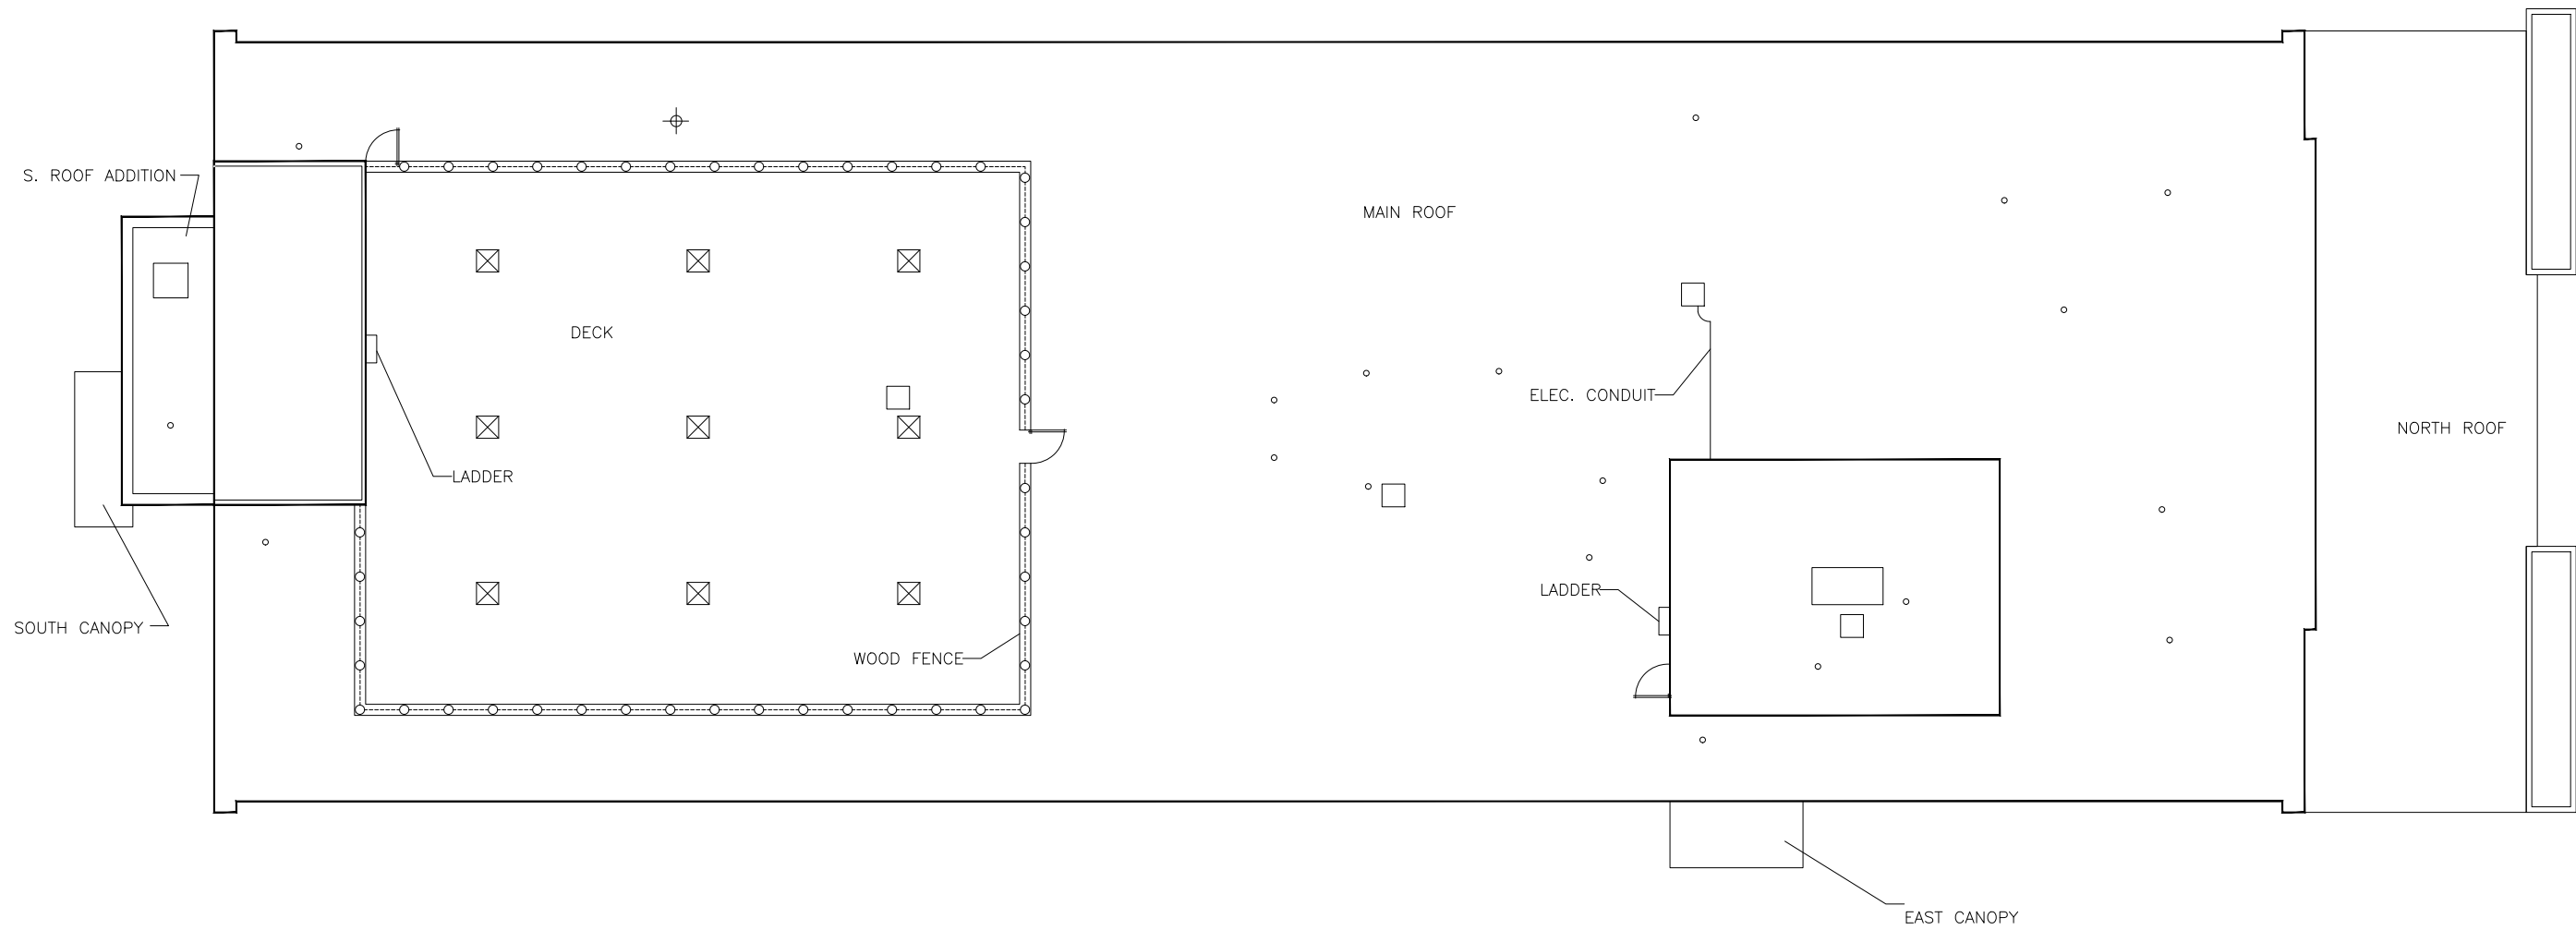 S. ROOF ADDITION
MAIN ROOF
DECK
ELEC. CONDUIT
NORTH ROOF
LADDER
LADDER
SOUTH CANOPY
WOOD FENCE
EAST CANOPY